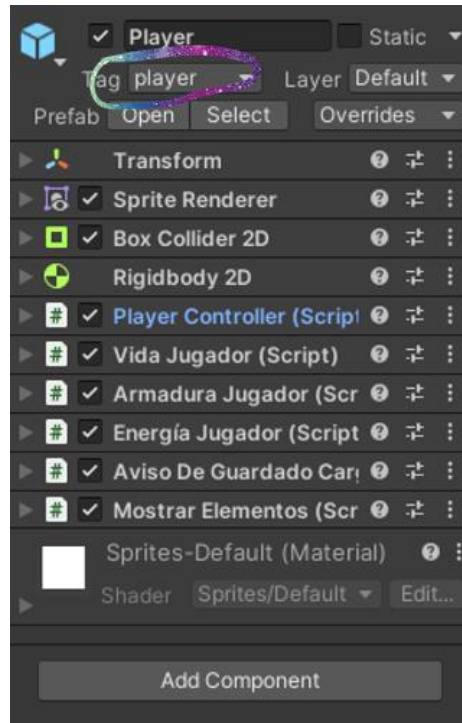 Player Static
Tag player Layer Default
Prefab Open Select Overrides
Transform
Sprite Renderer
Box Collider 2D
Rigidbody 2D
# Player Controller (Script
# Vida Jugador (Script)
# Armadura Jugador (Scr
# Energía Jugador (Script
# Aviso De Guardado Car
# Mostrar Elementos (Scr
Sprites-Default (Material)
Shader Sprites/Default Edit...
Add Component